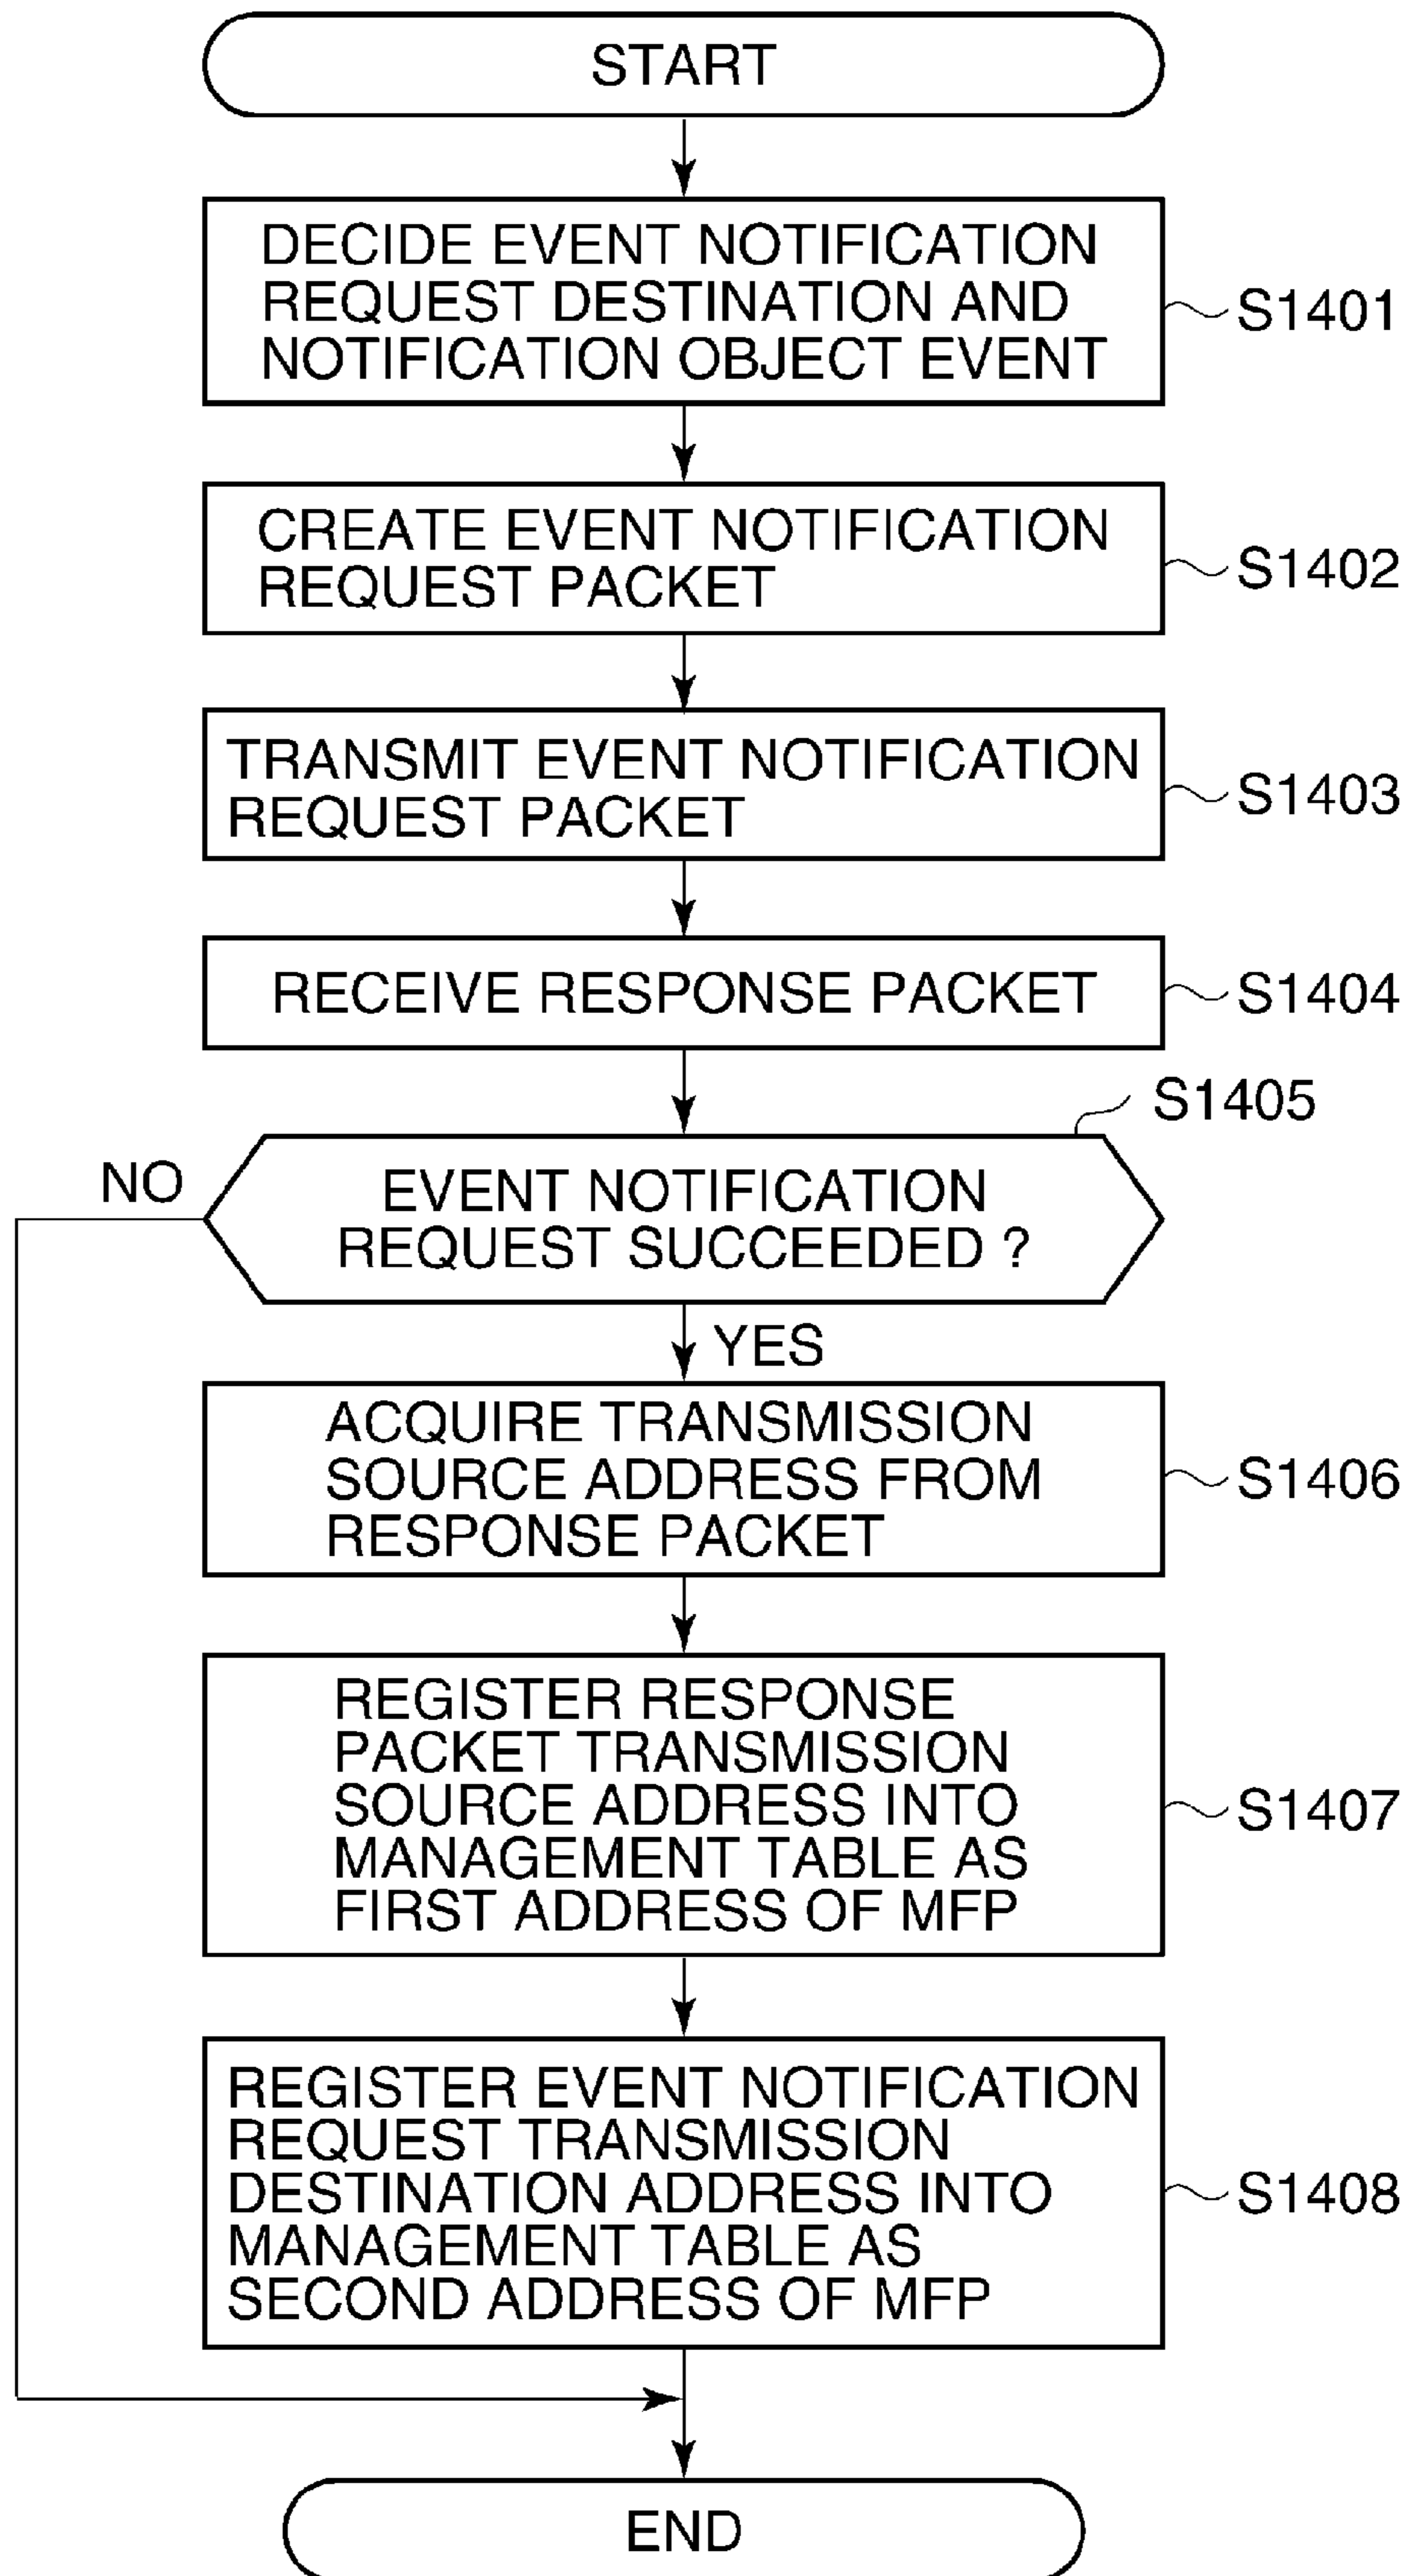 START
DECIDE EVENT NOTIFICATION
REQUEST DESTINATION AND
NOTIFICATION OBJECT EVENT
S1401
CREATE EVENT NOTIFICATION
REQUEST PACKET
S1402
TRANSMIT EVENT NOTIFICATION
REQUEST PACKET
S1403
RECEIVE RESPONSE PACKET
S1404
S1405
NO
EVENT NOTIFICATION
REQUEST SUCCEEDED ?
YES
ACQUIRE TRANSMISSION
SOURCE ADDRESS FROM
RESPONSE PACKET
S1406
REGISTER RESPONSE
PACKET TRANSMISSION
SOURCE ADDRESS INTO
MANAGEMENT TABLE AS
FIRST ADDRESS OF MFP
S1407
REGISTER EVENT NOTIFICATION
REQUEST TRANSMISSION
DESTINATION ADDRESS INTO
MANAGEMENT TABLE AS
SECOND ADDRESS OF MFP
S1408
END